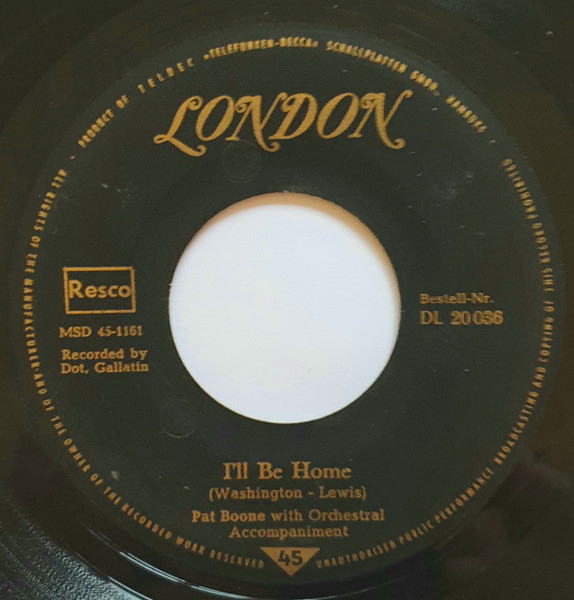 PRODUCT OF TELDEC »TELEFUNKEN-DECCA« SCHALLPLATTEN GMBH., HAMBURG
LONDON
Resco
MSD 45-1161
Recorded by
Dot, Gallatin
Bestell-Nr.
DL 20 036
I'll Be Home
(Washington - Lewis)
Pat Boone with Orchestral
Accompaniment
45
ALL RIGHTS OF THE MANUFACTURER AND OF THE OWNER OF THE RECORDED WORK RESERVED
UNAUTHORISED PUBLIC PERFORMANCE BROADCASTING AND COPYING OF THIS RECORD PROHIBITED